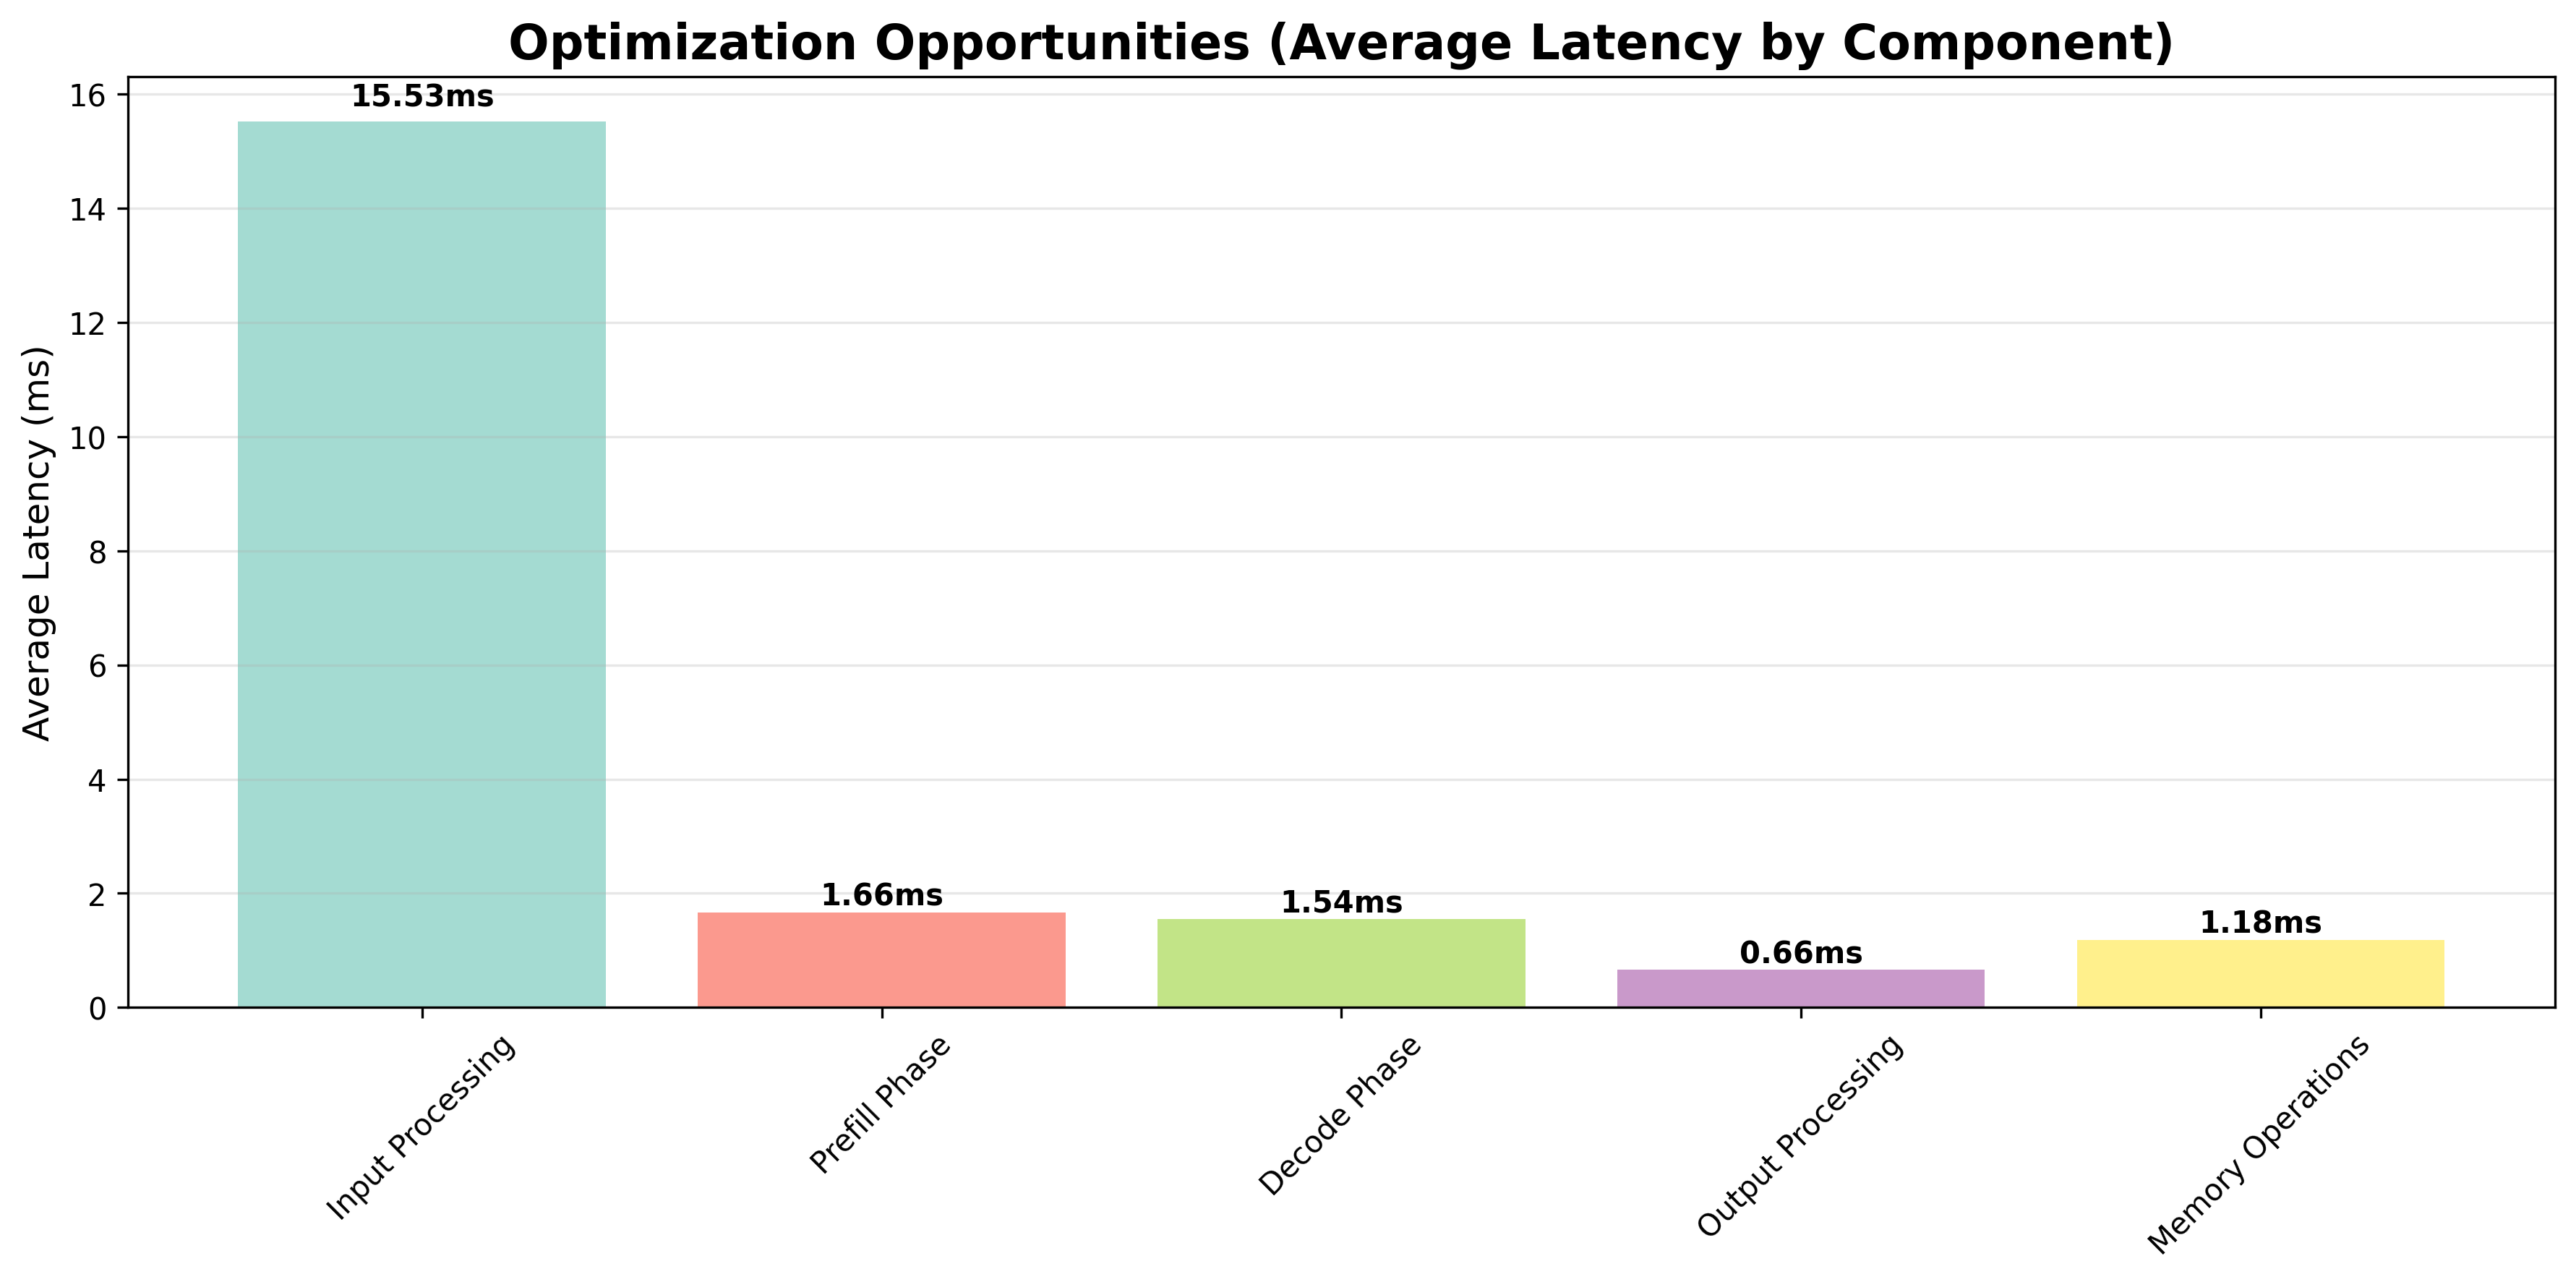 Optimization Opportunities (Average Latency by Component)
Average Latency (ms)
16
14
12
10
8
6
4
2
0
15.53ms
1.66ms
1.54ms
0.66ms
1.18ms
Input Processing
Prefill Phase
Decode Phase
Output Processing
Memory Operations